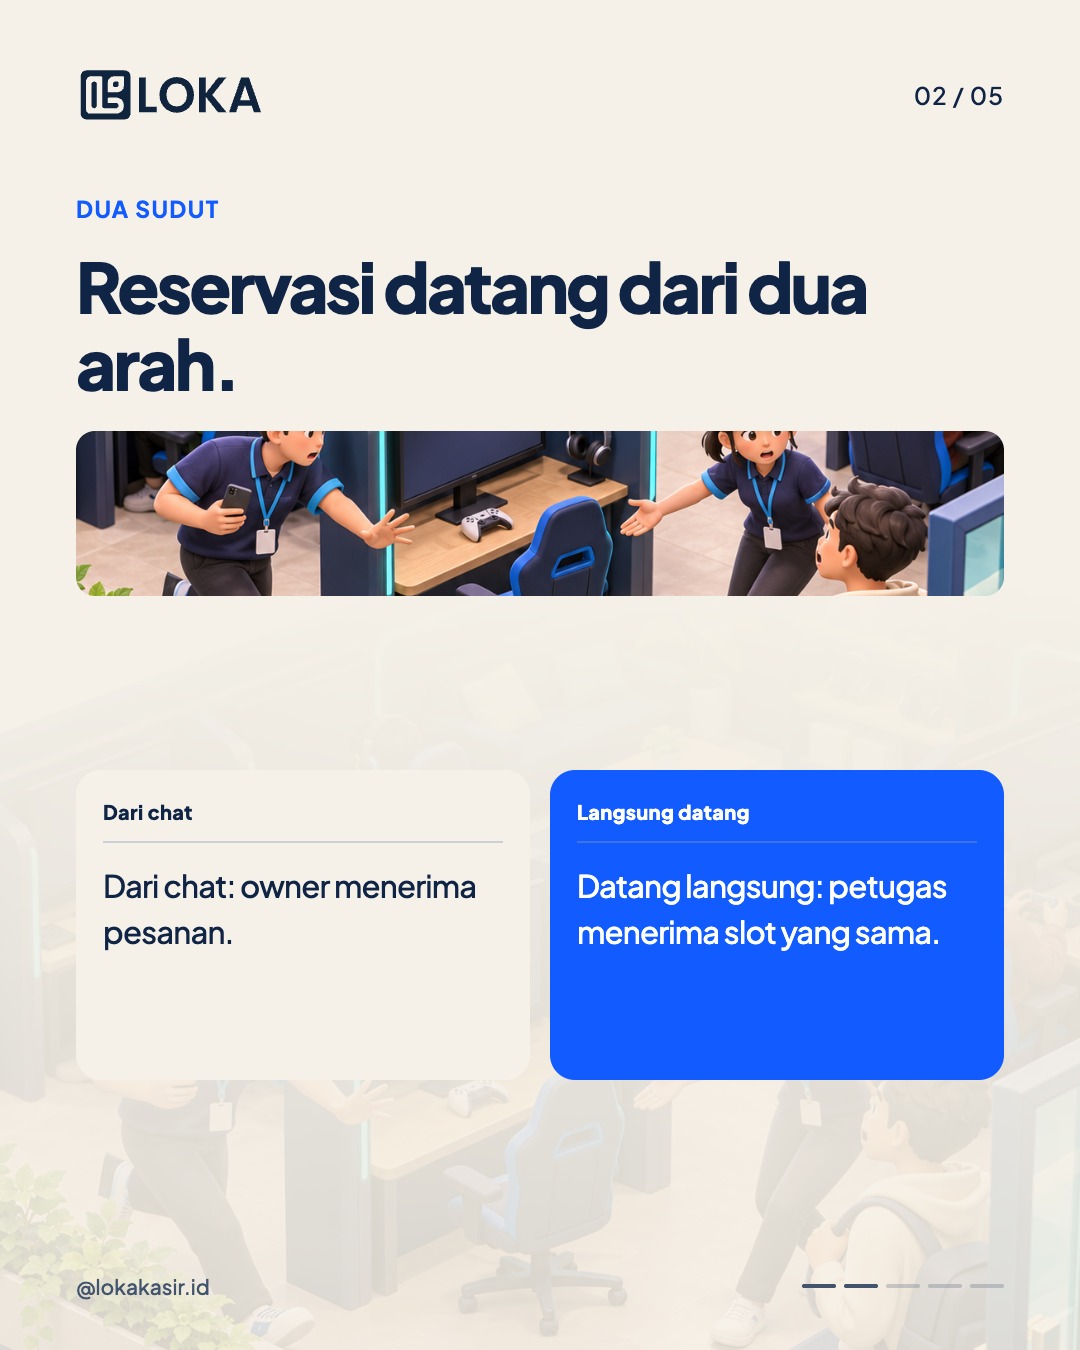 LOKA
02 / 05
DUA SUDUT
Reservasi datang dari dua
arah.
Dari chat
Dari chat: owner menerima
pesanan.
Langsung datang
Datang langsung: petugas
menerima slot yang sama.
@lokakasir.id